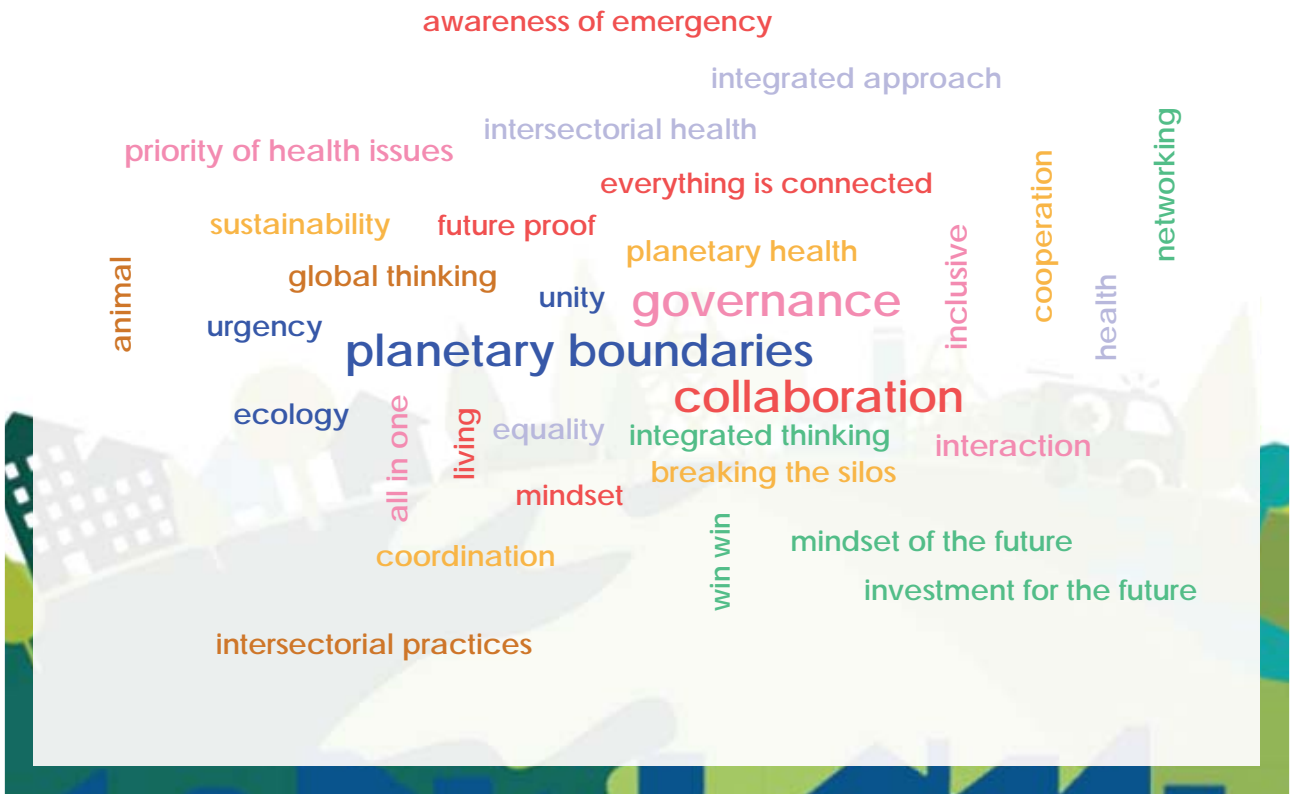 awareness of emergency
integrated approach
intersectorial health
priority of health issues
networking
cooperation
everything is connected
sustainability
future proof
planetary health
inclusive
animal
global thinking
unity
governance
health
urgency
planetary boundaries
collaboration
ecology
all in one
living
equality
integrated thinking
interaction
breaking the silos
mindset
win win
mindset of the future
coordination
investment for the future
intersectorial practices